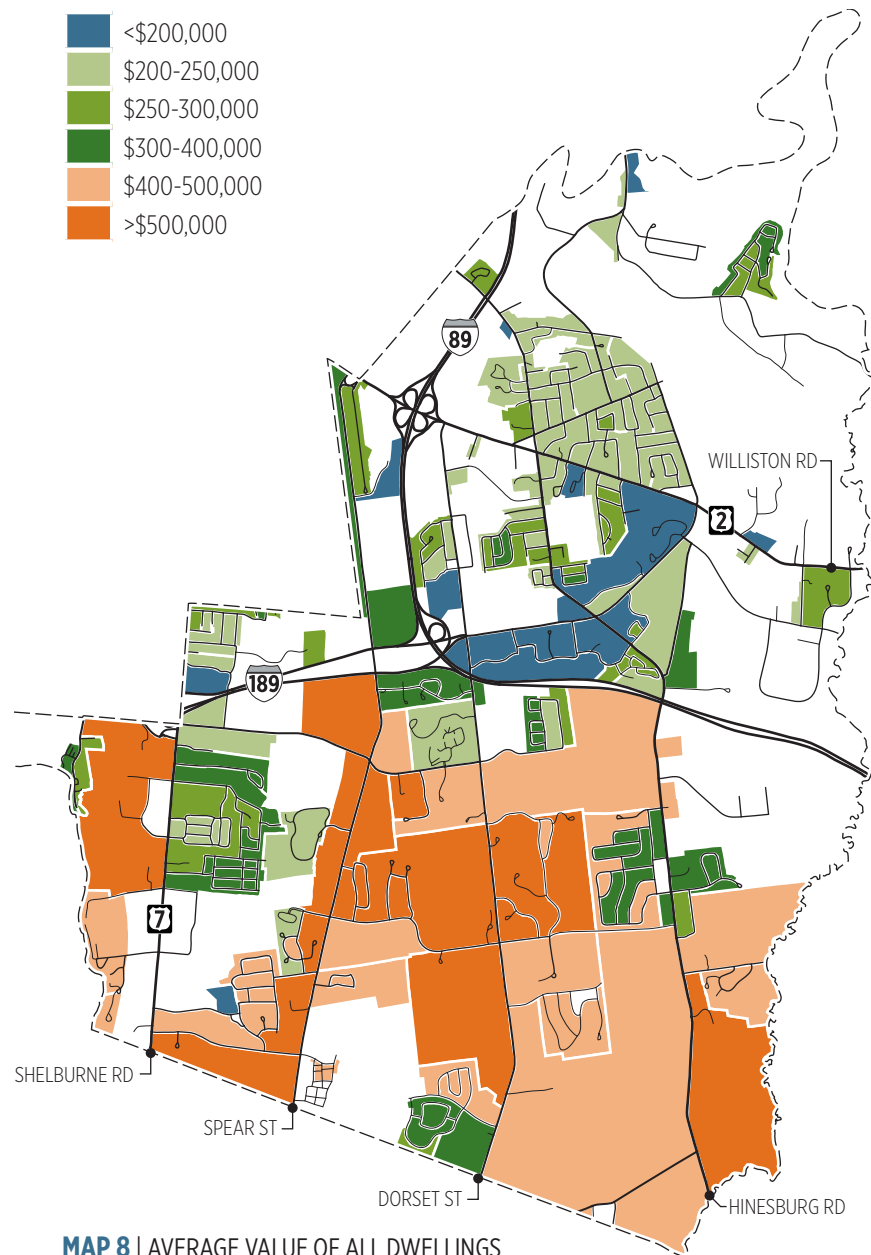 <$200,000
$200-250,000
$250-300,000
$300-400,000
$400-500,000
>$500,000
89
WILLISTON RD
2
189
7
SHELBURNE RD
SPEAR ST
DORSET ST
HINESBURG RD
MAP 8 | AVERAGE VALUE OF ALL DWELLINGS